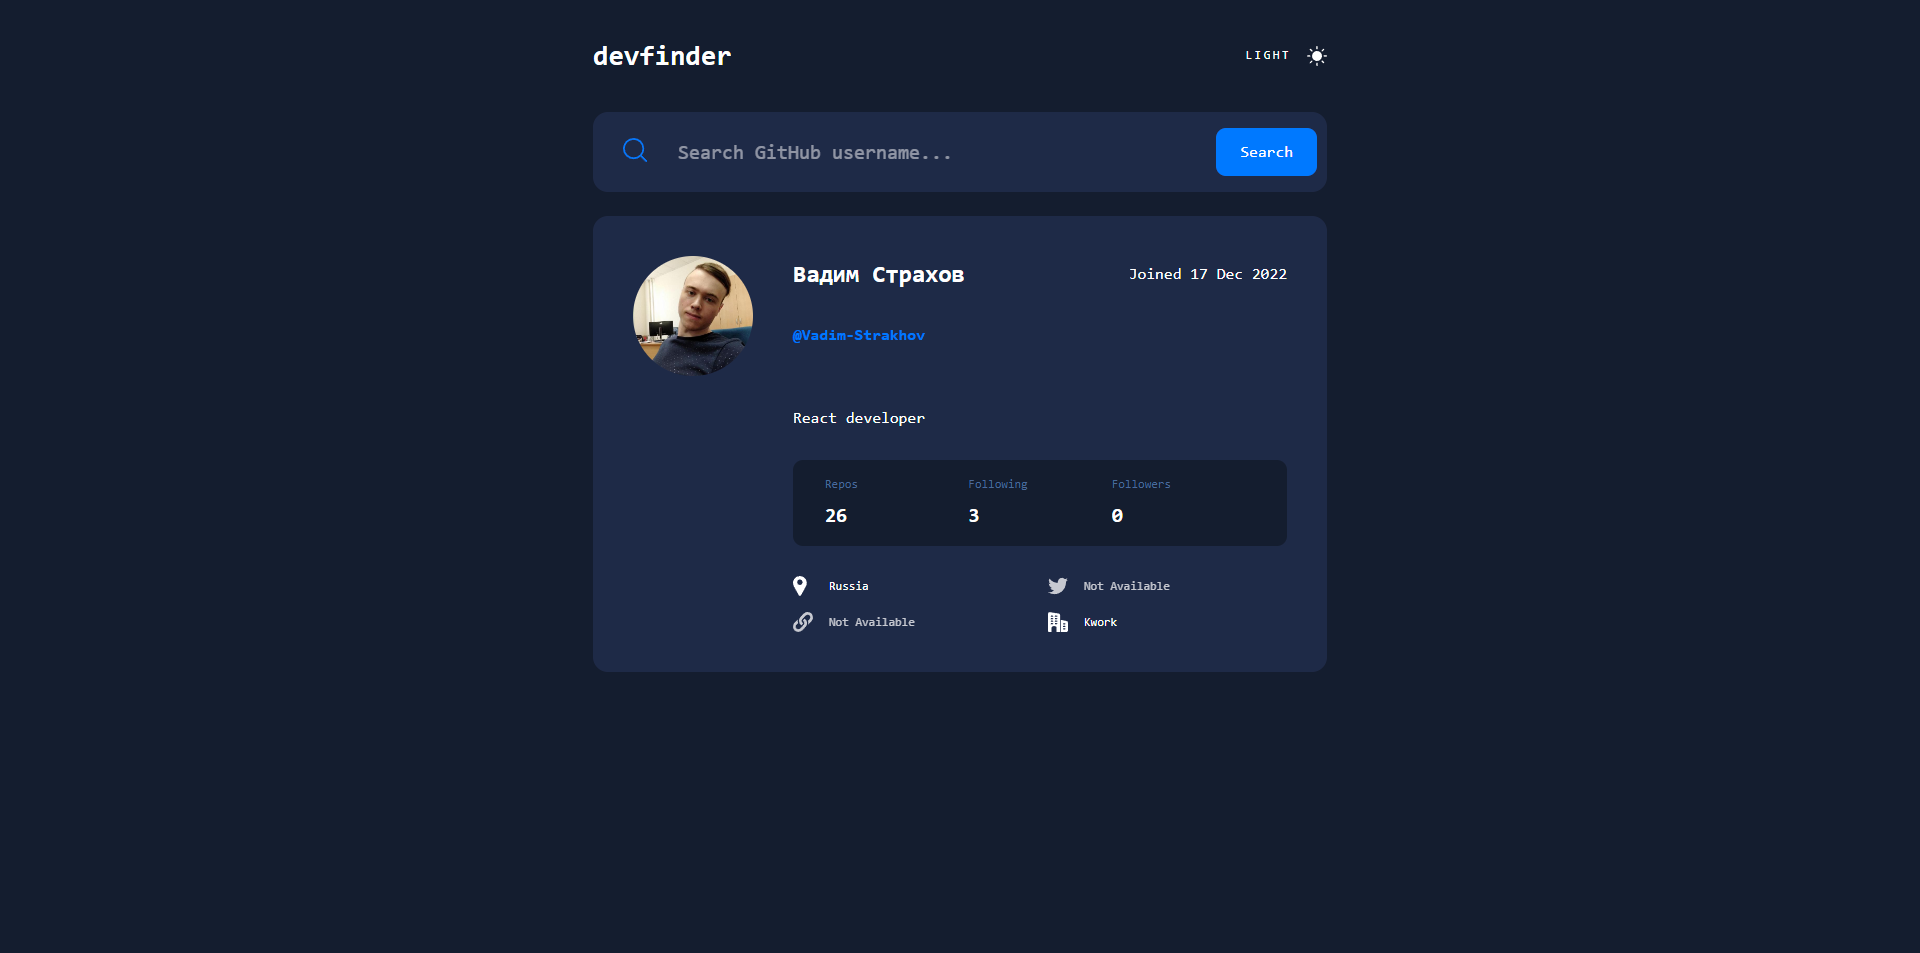 devfinder
LIGHT
Search GitHub username...
Search
Вадим Страхов
Joined 17 Dec 2022
@Vadim-Strakhov
React developer
Repos Following Followers
26 3 0
Russia
Not Available
Not Available
Kwork